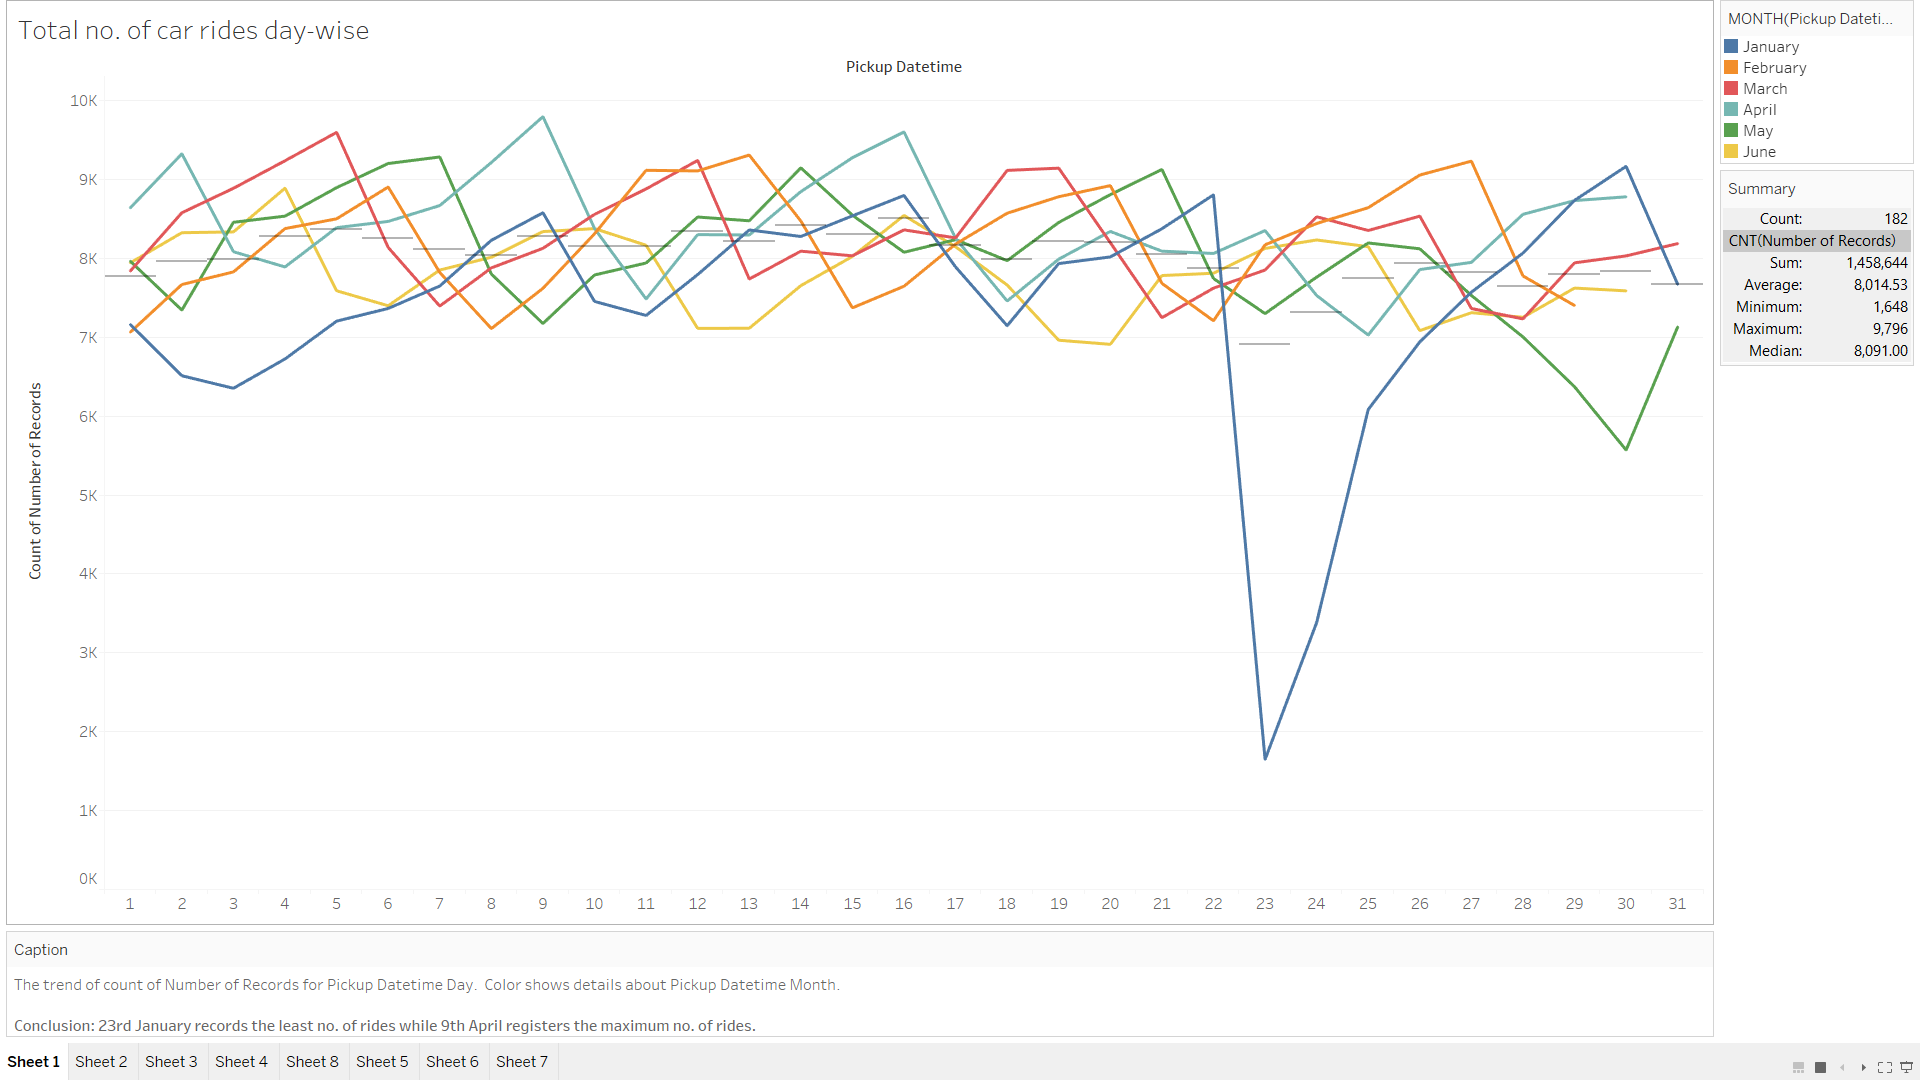 Total no. of car rides day-wise
Pickup Datetime
10K
9K
8K
7K
6K
5K
4K
3K
2K
1K
0K
Count of Number of Records
1 2 3 4 5 6 7 8 9 10 11 12 13 14 15 16 17 18 19 20 21 22 23 24 25 26 27 28 29 30 31
MONTH(Pickup Dateti...
January
February
March
April
May
June
Summary
Count: 182
CNT(Number of Records)
Sum: 1,458,644
Average: 8,014.53
Minimum: 1,648
Maximum: 9,796
Median: 8,091.00
Caption
The trend of count of Number of Records for Pickup Datetime Day.  Color shows details about Pickup Datetime Month.
Conclusion: 23rd January records the least no. of rides while 9th April registers the maximum no. of rides.
Sheet 1 Sheet 2 Sheet 3 Sheet 4 Sheet 8 Sheet 5 Sheet 6 Sheet 7